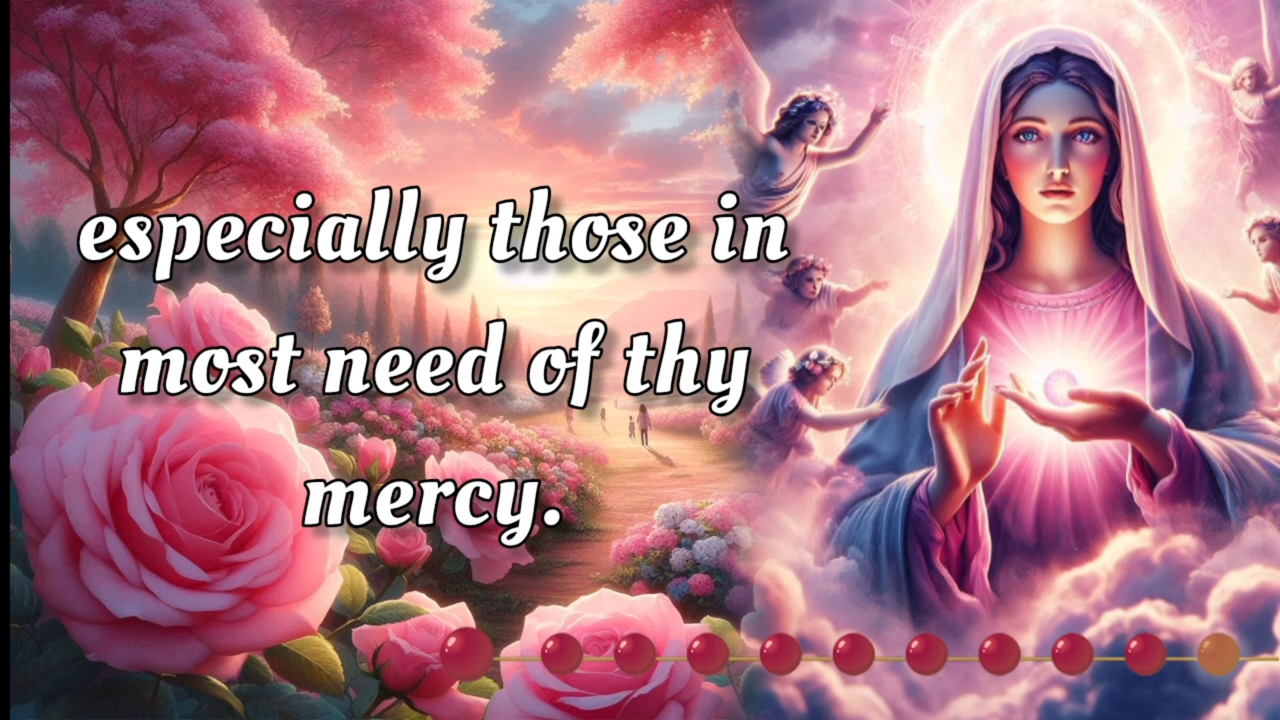 especially those in
most need of thy
mercy.